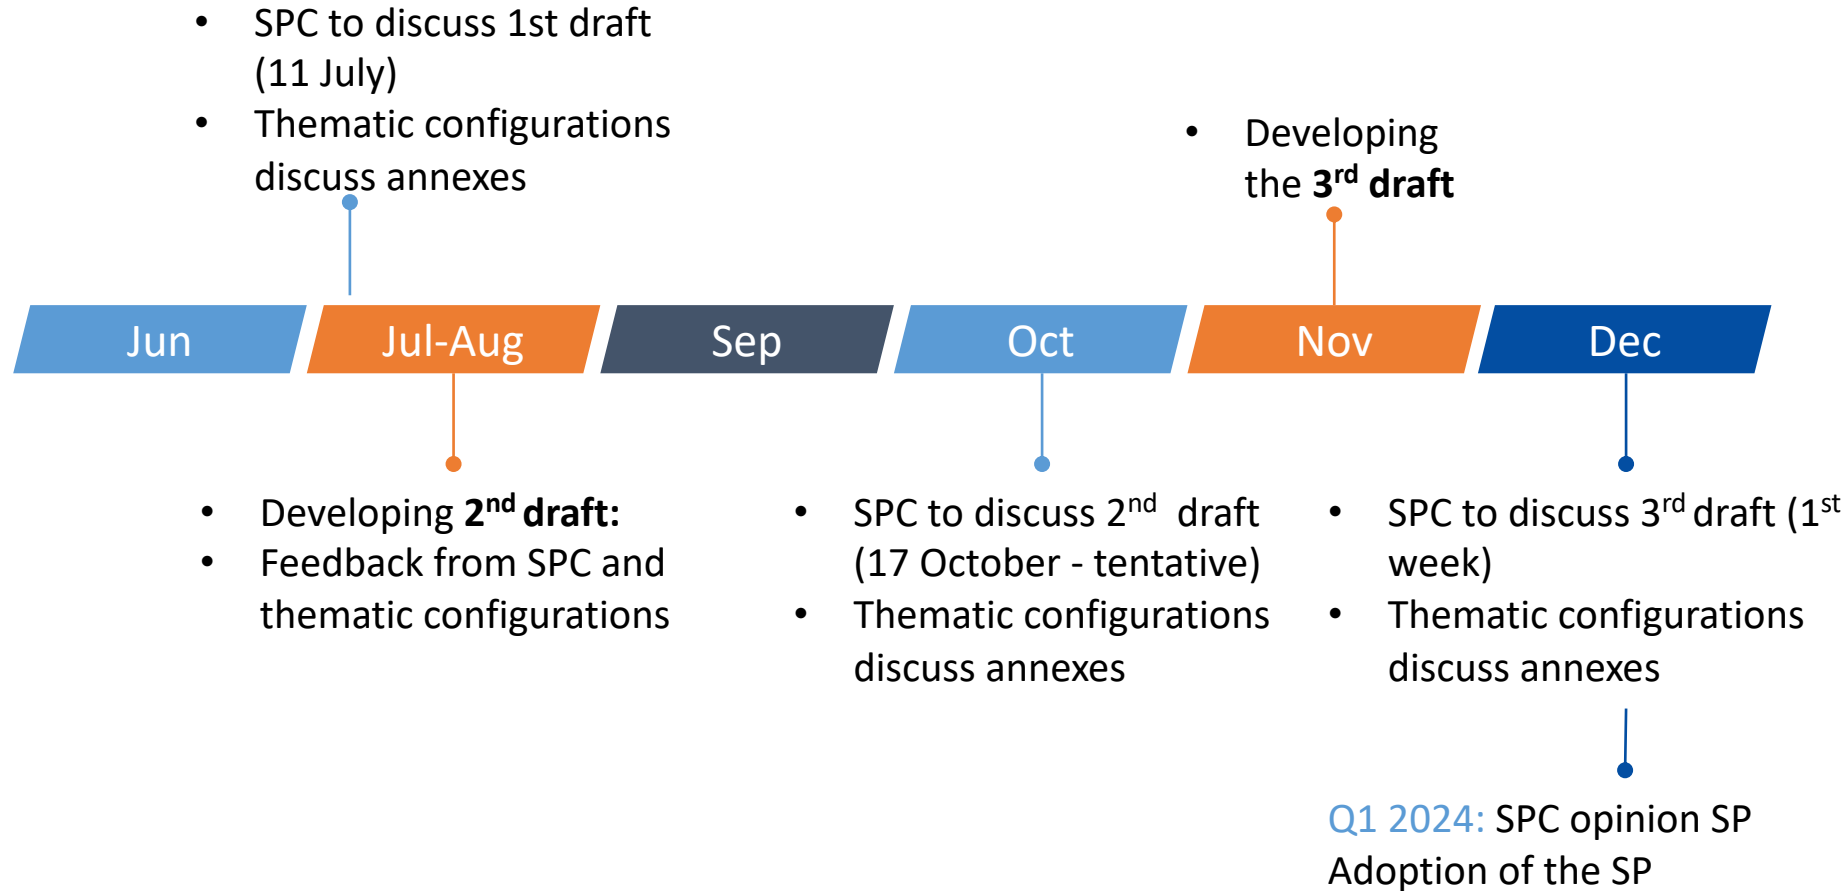 • SPC to discuss 1st draft
(11 July)
• Thematic configurations
discuss annexes
• Developing
the 3rd draft
Jun
Jul-Aug
Sep
Oct
Nov
Dec
• Developing 2nd draft:
• Feedback from SPC and
thematic configurations
• SPC to discuss 2nd draft
(17 October - tentative)
• Thematic configurations
discuss annexes
• SPC to discuss 3rd draft (1st
week)
• Thematic configurations
discuss annexes
Q1 2024: SPC opinion SP
Adoption of the SP